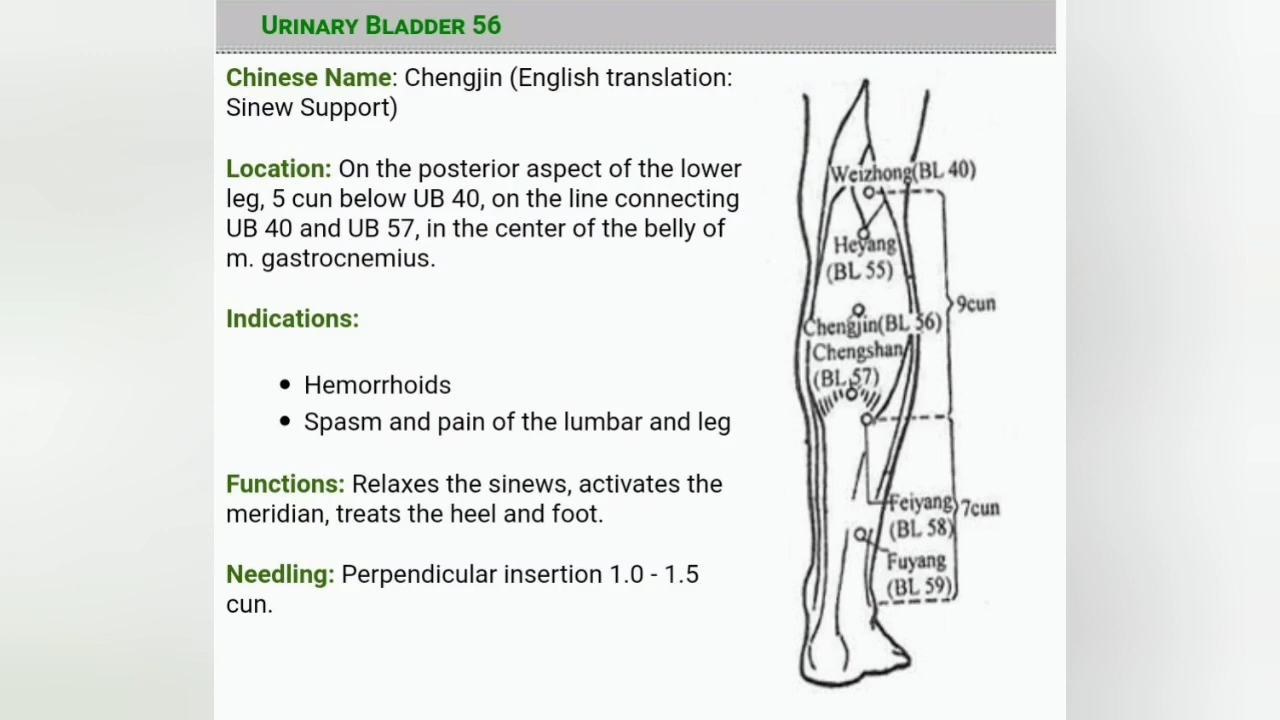 URINARY BLADDER 56
Chinese Name: Chengjin (English translation:
Sinew Support)
Location: On the posterior aspect of the lower
leg, 5 cun below UB 40, on the line connecting
UB 40 and UB 57, in the center of the belly of
m. gastrocnemius.
Indications:
Hemorrhoids
Spasm and pain of the lumbar and leg
Functions: Relaxes the sinews, activates the
meridian, treats the heel and foot.
Needling: Perpendicular insertion 1.0 - 1.5
cun.
Weizhong(BL 40)
Heyang
(BL 55)
9cun
Chengjin(BL 56)
Chengshan
(BL 57)
Feiyang
7cun
(BL 58)
Fuyang
(BL 59)